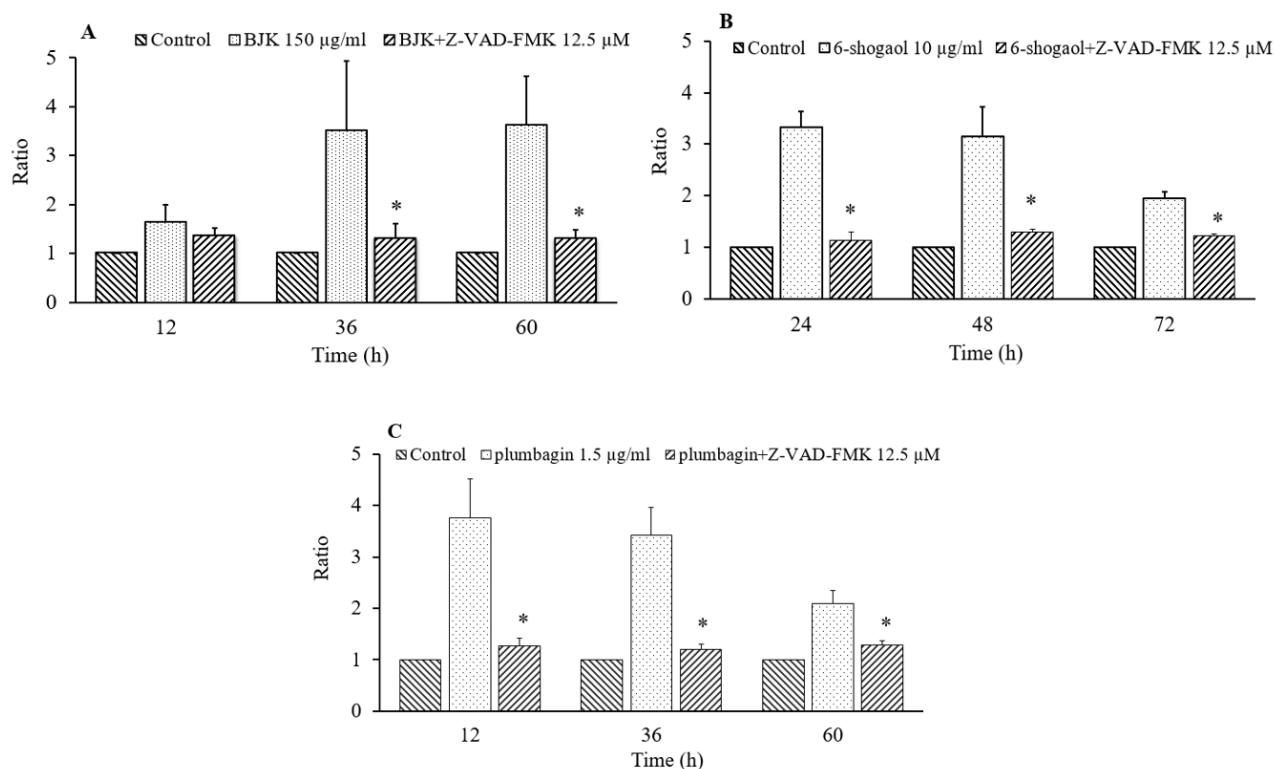 A
Control BJK 150 µg/ml BJK+Z-VAD-FMK 12.5 µM
5
4
3
2
1
0
Ratio
*
*
12 36 60
Time (h)
B
Control 6-shogaol 10 µg/ml 6-shogaol+Z-VAD-FMK 12.5 µM
5
4
3
2
1
0
Ratio
*
*
*
24 48 72
Time (h)
C
Control plumbagin 1.5 µg/ml plumbagin+Z-VAD-FMK 12.5 µM
5
4
3
2
1
0
Ratio
*
*
*
12 36 60
Time (h)